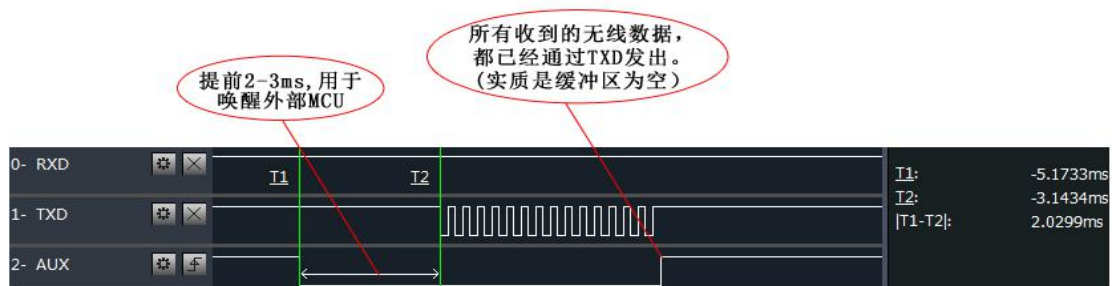 所有收到的无线数据，
都已经通过TXD发出。
(实质是缓冲区为空）
提前2-3ms,用于
唤醒外部MCU
0- RXD
T1
T2
1- TXD
2- AUX
T1:
-5.1733ms
T2:
-3.1434ms
|T1-T2|:
2.0299ms